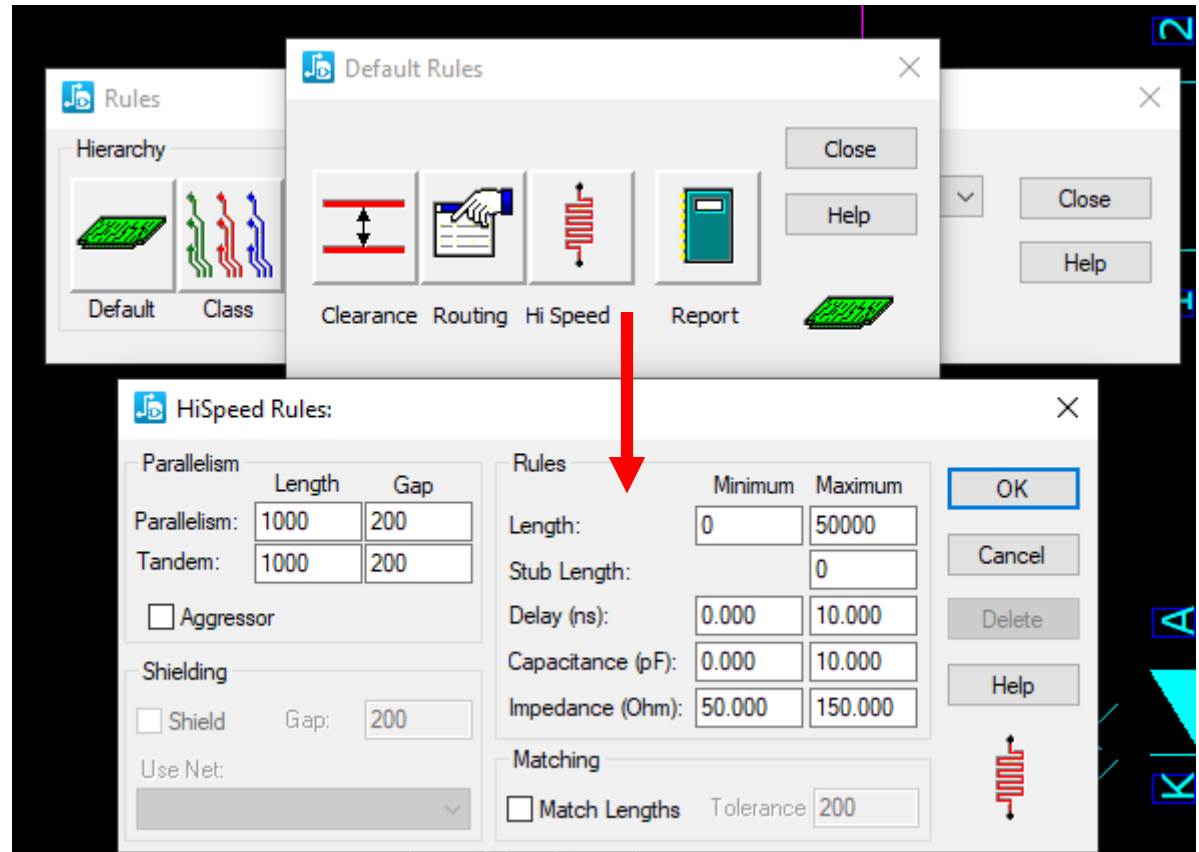 2
Default Rules
Rules
Hierarchy
Close
Help
Close
Help
Default Class
Clearance Routing Hi Speed Report
1
HiSpeed Rules:
Parallelism
Length Gap
Parallelism: 1000 200
Tandem: 1000 200
Aggressor
Shielding
Shield Gap: 200
Use Net:
Rules
Minimum Maximum
Length: 0 50000
Stub Length: 0
Delay (ns): 0.000 10.000
Capacitance (pF): 0.000 10.000
Impedance (Ohm): 50.000 150.000
Matching
Match Lengths Tolerance 200
OK
Cancel
Delete
Help
A
K